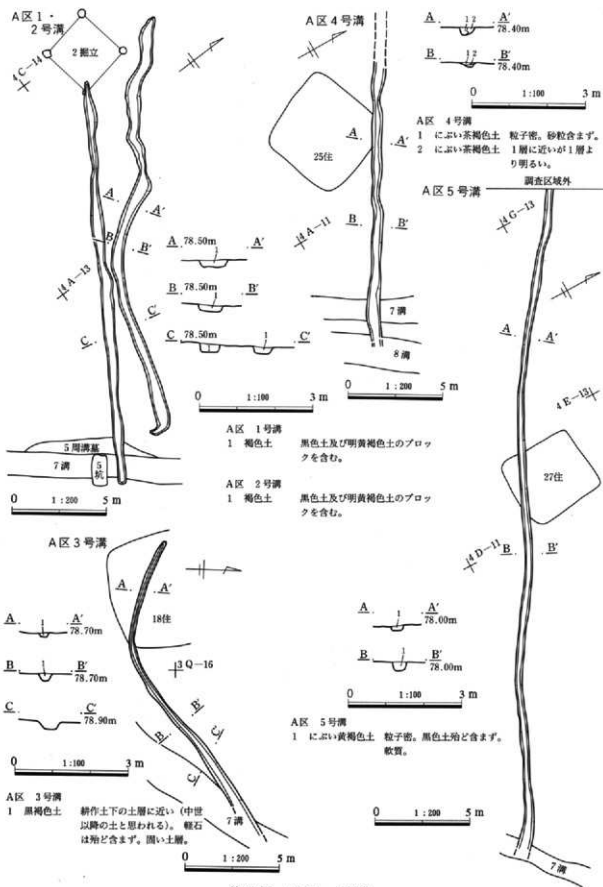 A区1・
2号溝
2掘立
4C-14
A
A′
B
B′
4A-13
C
C′
5周溝墓
7溝
5坑
0 1:200 5 m
A 78.50m 1 A′
B 78.50m 1 B′
C 78.50m 1 C′
0 1:100 3 m
A区 1号溝
1 褐色土 黒色土及び明黄褐色土のブロッ
クを含む。
A区 2号溝
1 褐色土 黒色土及び明黄褐色土のブロッ
クを含む。
A区4号溝
25住
A
A′
B
B′
4A-11
7溝
8溝
0 1:200 5 m
A 1 2 A′
78.40m
B 1 2 B′
78.40m
0 1:100 3 m
A区 4号溝
1 にぶい茶褐色土 粒子密。砂粒含まず。
2 にぶい茶褐色土 1層に近いが1層よ
り明るい。
A区5号溝
調査区域外
4G-13
A
A′
4E-13
27住
4D-11
B
B′
7溝
A 1 A′
78.00m
B 1 B′
78.00m
0 1:100 3 m
A区 5号溝
1 にぶい黄褐色土 粒子密。黒色土殆ど含まず。
軟質。
0 1:200 5 m
A区3号溝
A
A′
18住
3Q-16
B
B′
C
C′
7溝
A 1 A′
78.70m
B 1 B′
78.70m
C C′
78.90m
0 1:100 3 m
A区 3号溝
1 黒褐色土 耕作土下の土層に近い(中世
以降の土と思われる)。軽石
は殆ど含まず。固い土層。
0 1:200 5 m